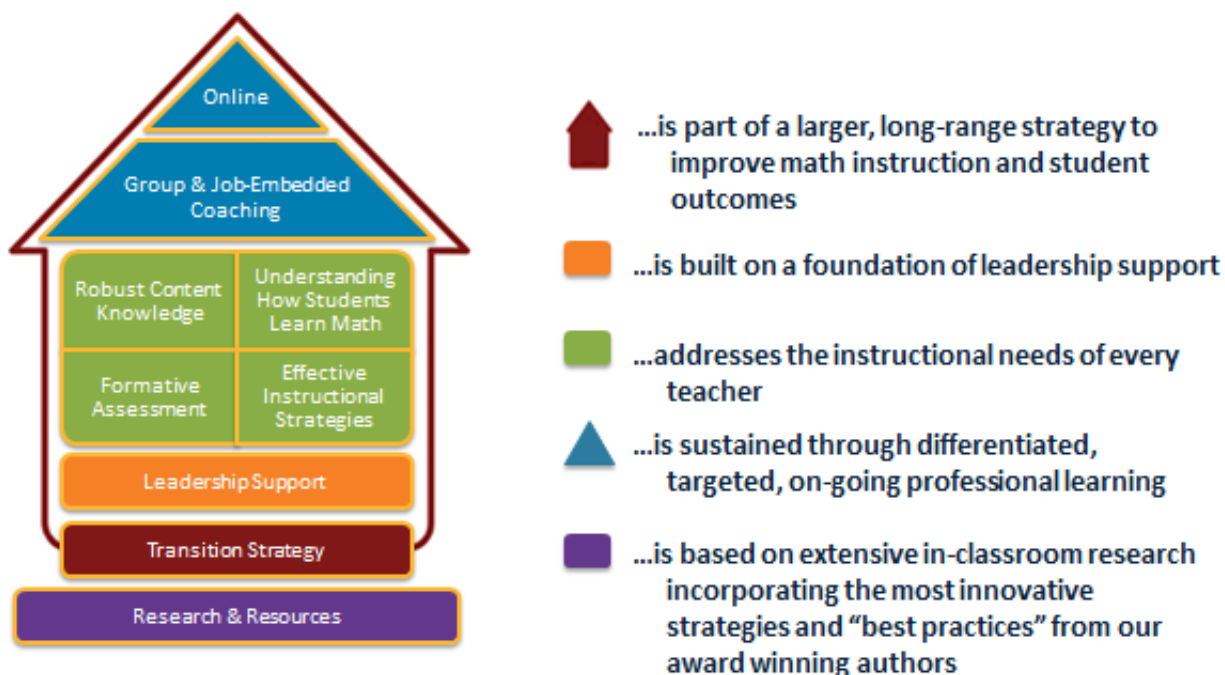 Online
Group & Job-Embedded
Coaching
Robust Content
Knowledge
Understanding
How Students
Learn Math
Formative
Assessment
Effective
Instructional
Strategies
Leadership Support
Transition Strategy
Research & Resources
...is part of a larger, long-range strategy to
improve math instruction and student
outcomes
...is built on a foundation of leadership support
...addresses the instructional needs of every
teacher
...is sustained through differentiated,
targeted, on-going professional learning
...is based on extensive in-classroom research
incorporating the most innovative
strategies and “best practices” from our
award winning authors